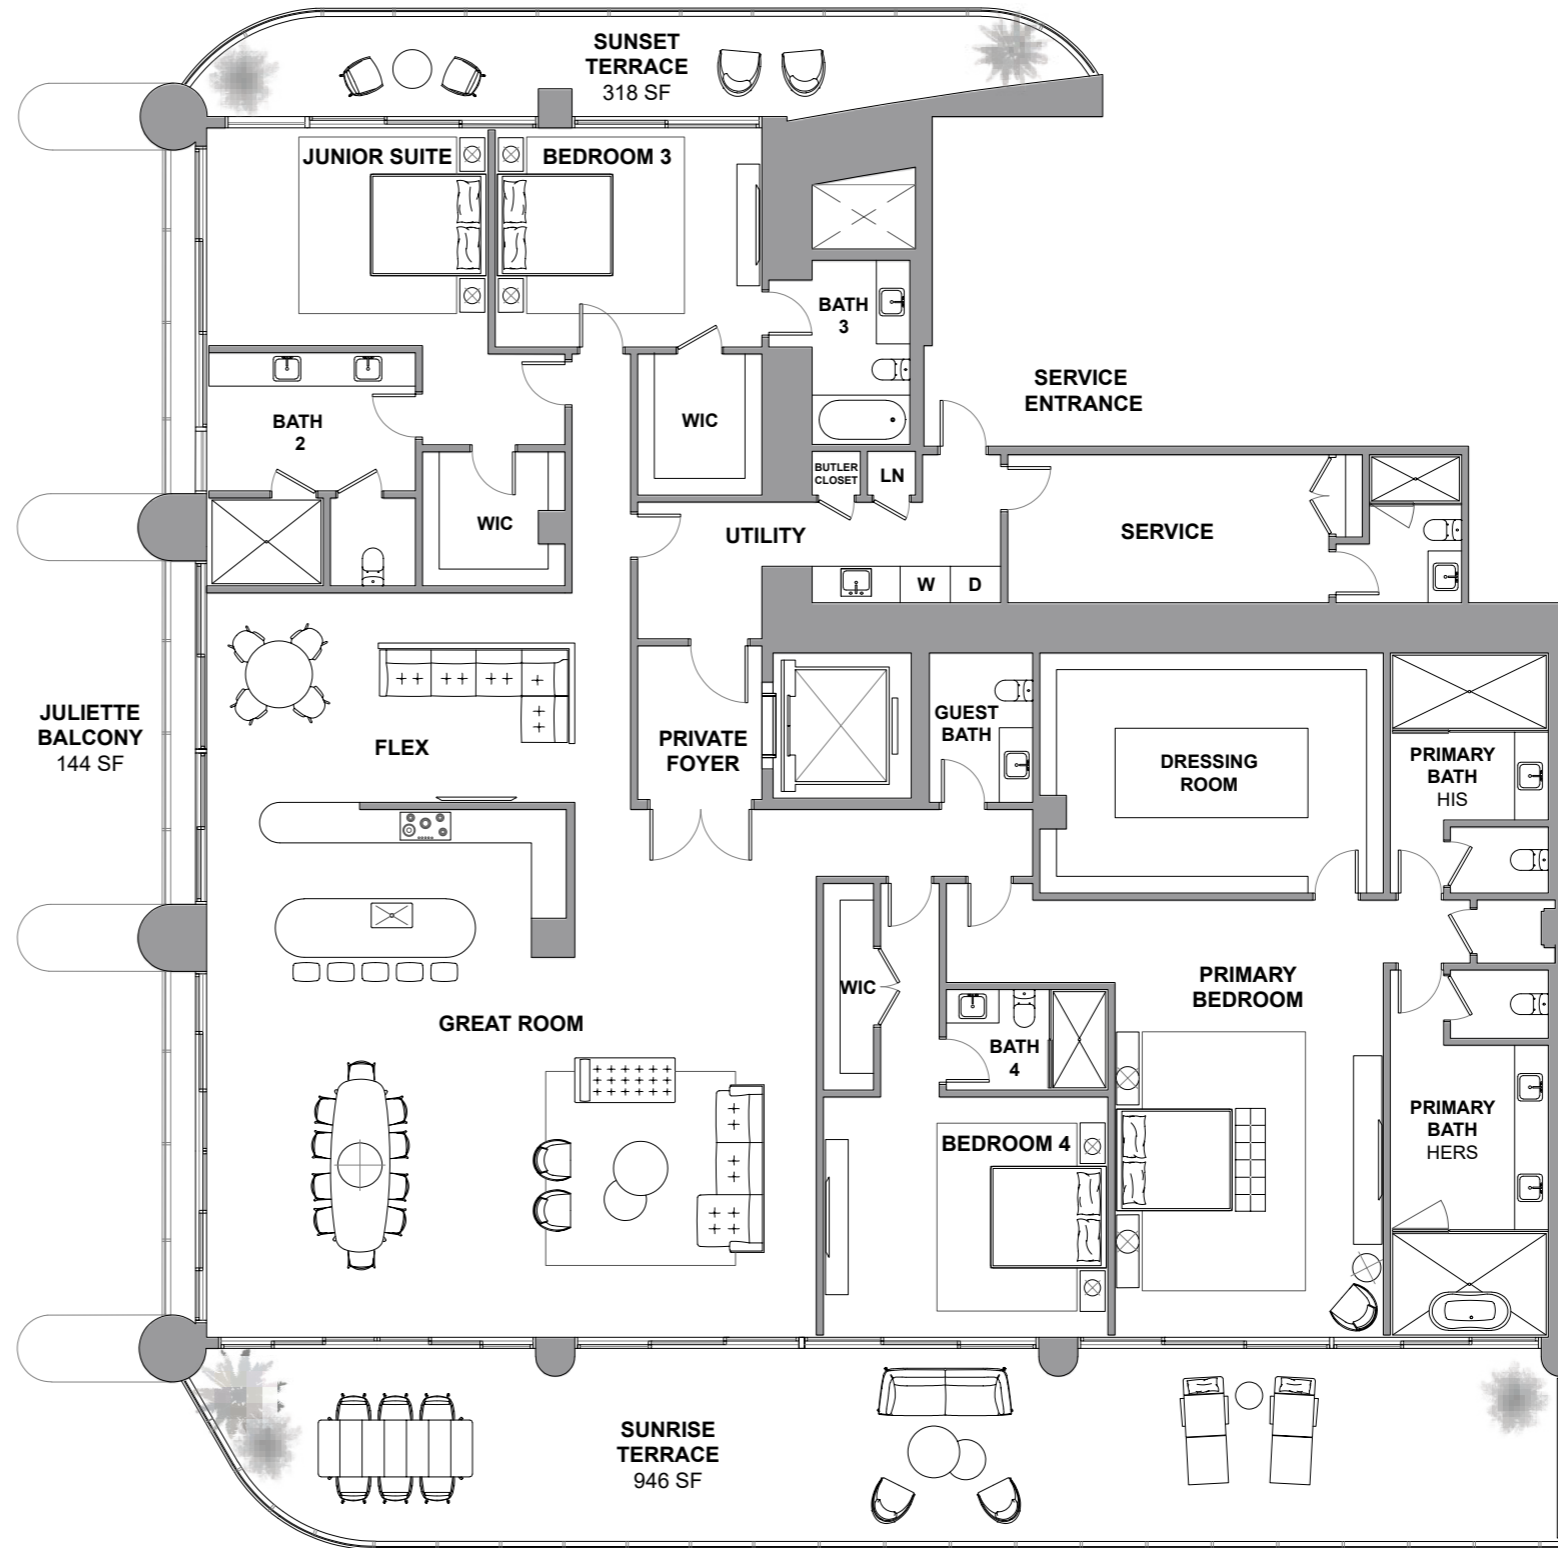 SUNSET
TERRACE
318 SF
JUNIOR SUITE
BEDROOM 3
BATH
3
SERVICE
ENTRANCE
BATH
2
WIC
BUTLER
CLOSET
LN
WIC
UTILITY
SERVICE
W
D
JULIETTE
BALCONY
144 SF
FLEX
PRIVATE
FOYER
GUEST
BATH
DRESSING
ROOM
PRIMARY
BATH
HIS
GREAT ROOM
WIC
PRIMARY
BEDROOM
BATH
4
BEDROOM 4
PRIMARY
BATH
HERS
SUNRISE
TERRACE
946 SF